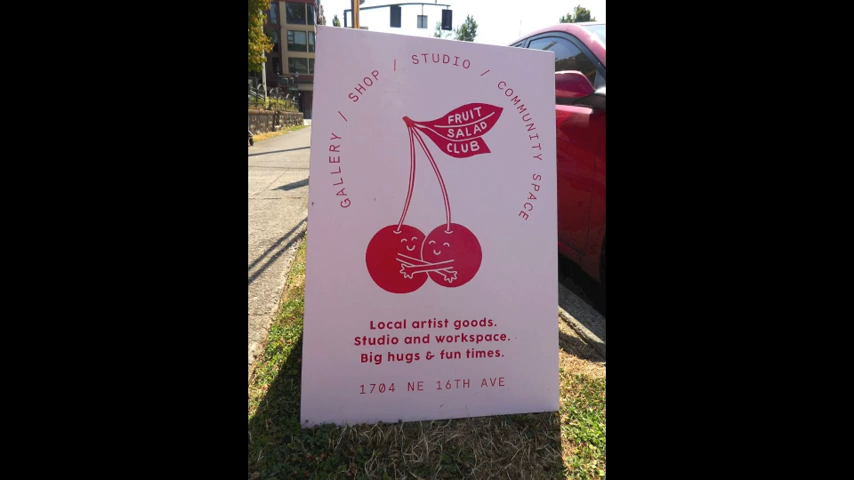 GALLERY / SHOP / STUDIO / COMMUNITY SPACE
FRUIT
SALAD
CLUB
Local artist goods.
Studio and workspace.
Big hugs & fun times.
1704 NE 16TH AVE